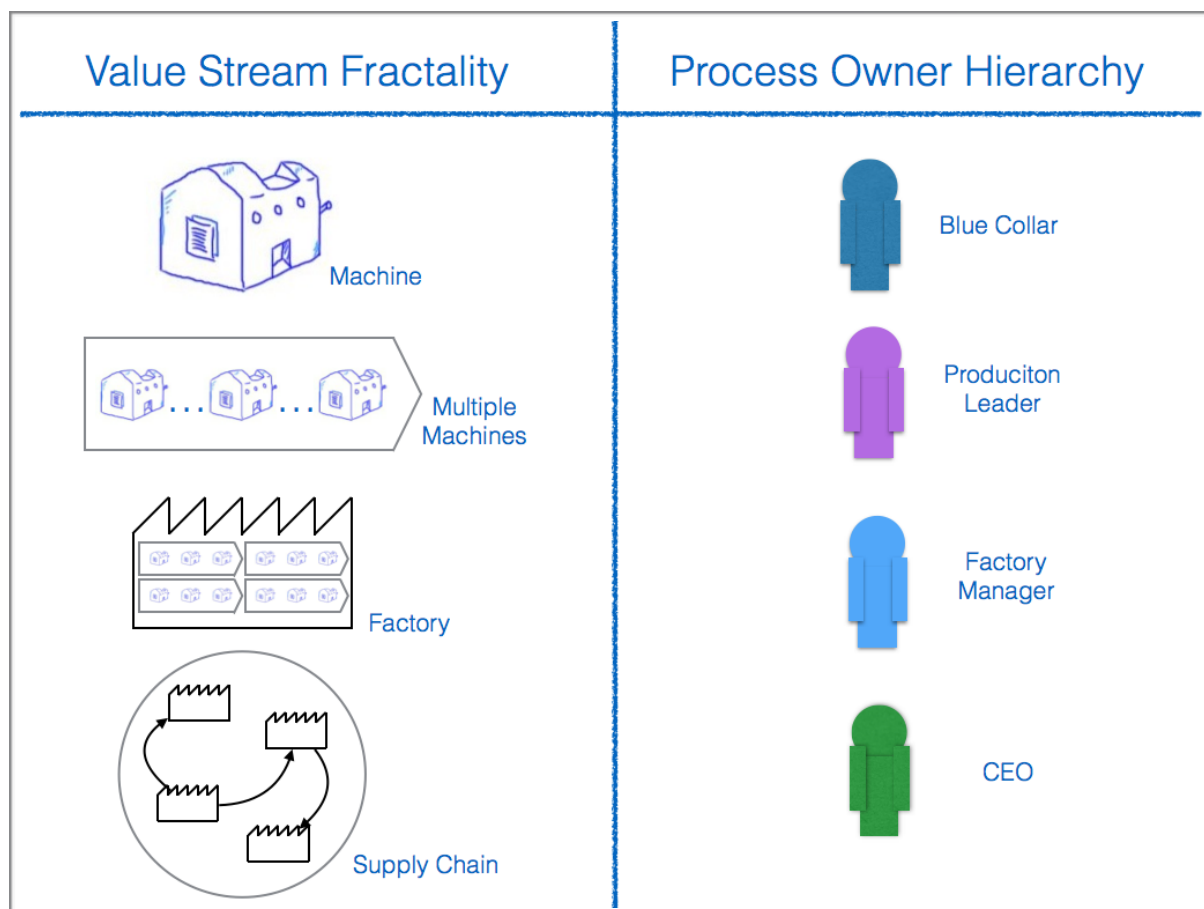 Value Stream Fractality
Process Owner Hierarchy
Machine
Blue Collar
Multiple
Machines
Produciton
Leader
Factory
Factory
Manager
Supply Chain
CEO